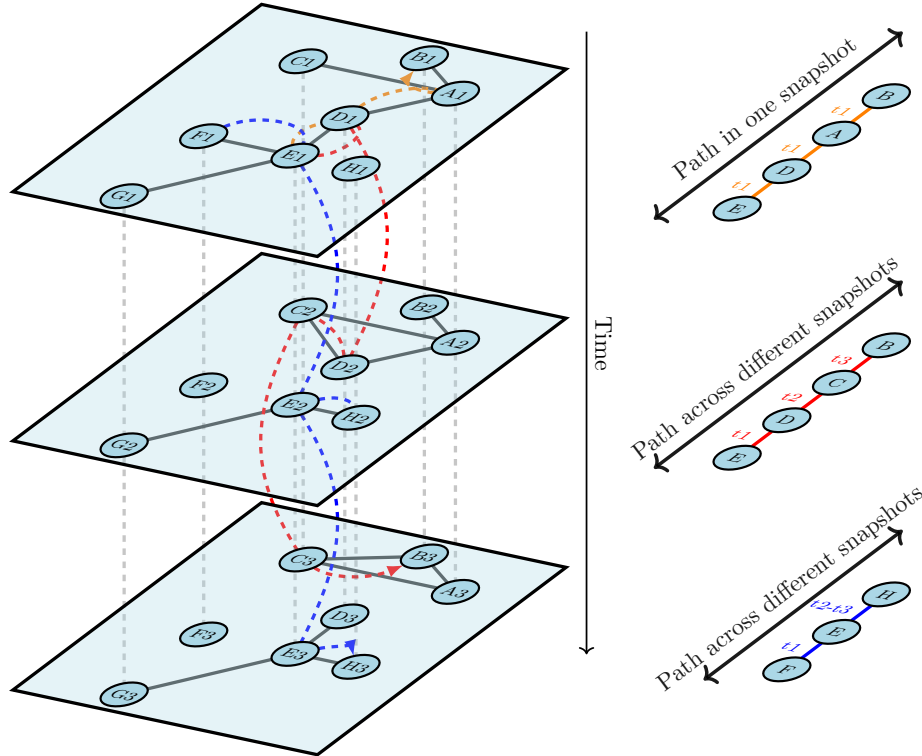 B1
C1
A1
D1
F1
E1
H1
G1
C2
B2
A2
D2
F2
E2
H2
G2
C3
B3
A3
D3
F3
E3
H3
G3
Time
Path in one snapshot
B
t1
A
t1
D
t1
E
Path across different snapshots
B
t3
C
t2
D
t1
E
Path across different snapshots
H
t2-t3
E
t1
F